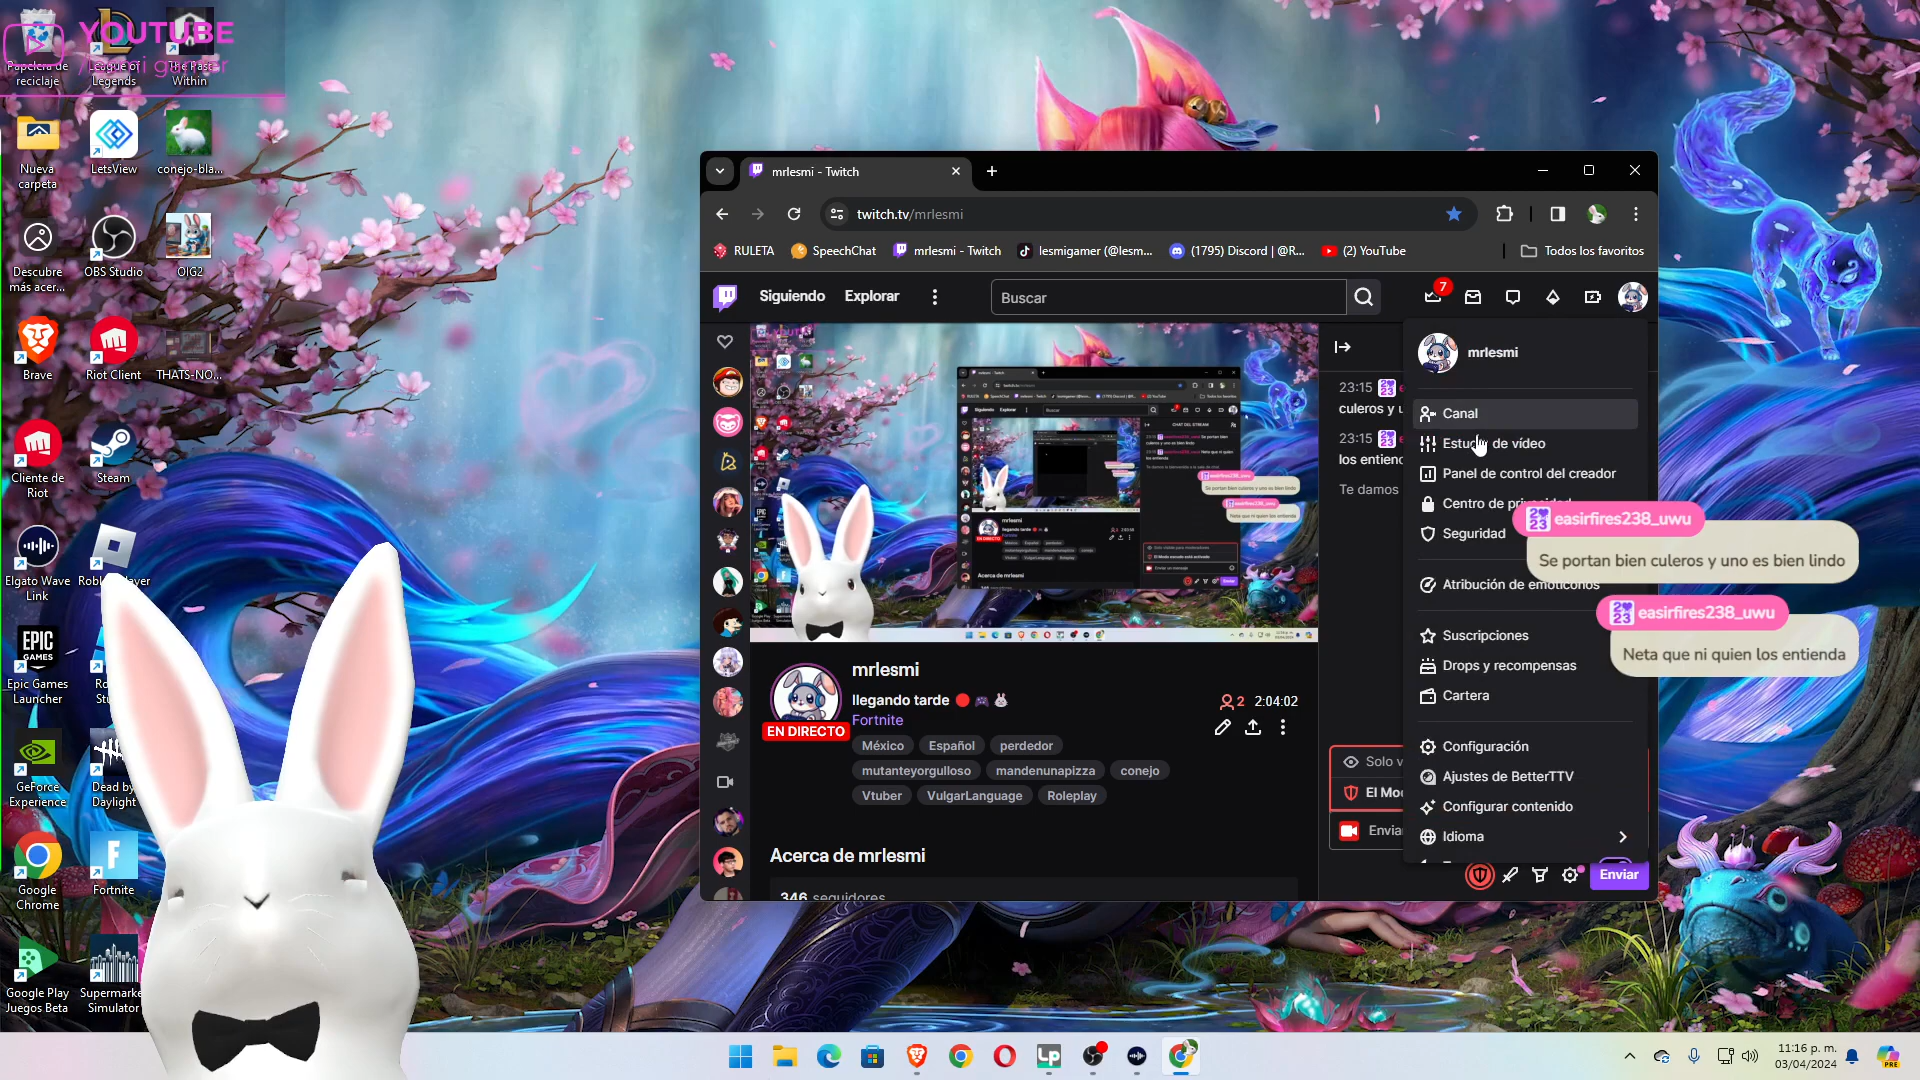 YOUTUBE
Papelera de
reciclaje
League of
Legends
The Past
Within
Nueva
carpeta
LetsView
conejo-bla...
Descubre
más acer...
OBS Studio
OIG2
Brave
Riot Client
THATS-NO...
Cliente de
Riot
Steam
Elgato Wave
Link
EPIC
GAMES
Epic Games
Launcher
GeForce
Experience
Dead by
Daylight
Google
Chrome
Fortnite
Google Play
Juegos Beta
Supermarke
Simulator
mrlesmi - Twitch
twitch.tv/mrlesmi
RULETA
SpeechChat
mrlesmi - Twitch
lesmigamer (@lesm...
(1795) Discord | @R...
(2) YouTube
Todos los favoritos
Siguiendo
Explorar
Buscar
7
mrlesmi
Canal
Estudio de vídeo
Panel de control del creador
Centro de privacidad
Seguridad
Atribución de emoticonos
Suscripciones
Drops y recompensas
Cartera
Configuración
Ajustes de BetterTTV
Configurar contenido
Idioma
23:15
culeros y u
23:15
los entiend
Te damos
Solo v
El Mod
Envia
Enviar
easirfires238_uwu
Se portan bien culeros y uno es bien lindo
easirfires238_uwu
Neta que ni quien los entienda
mrlesmi
llegando tarde
2 2:04:02
Fortnite
EN DIRECTO
México
Español
perdedor
mutanteyorgulloso
mandenunapizza
conejo
Vtuber
VulgarLanguage
Roleplay
Acerca de mrlesmi
346 seguidores
11:16 p. m.
03/04/2024